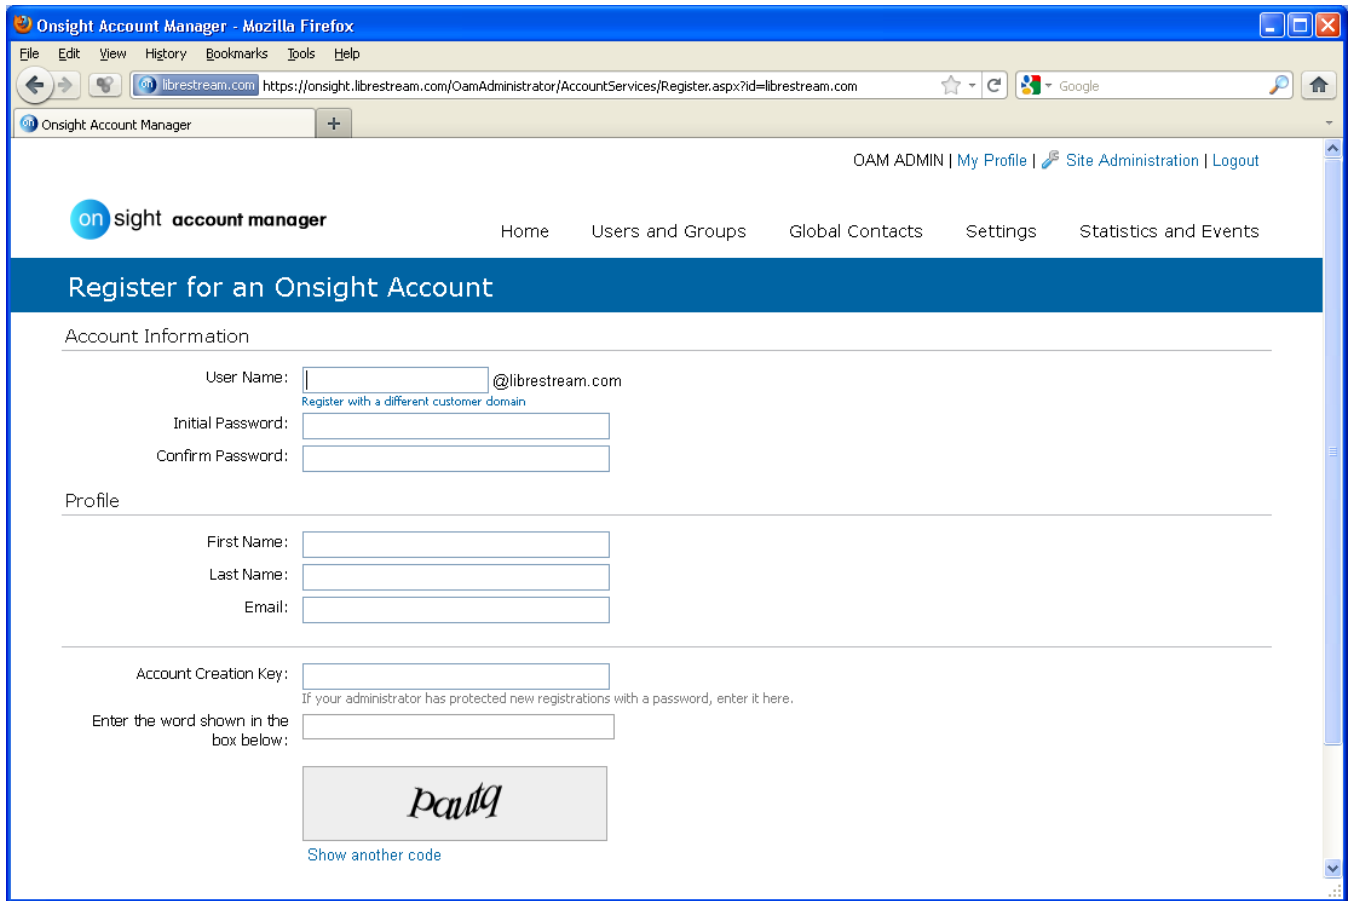 Onsight Account Manager - Mozilla Firefox
File Edit View History Bookmarks Tools Help
librestream.com https://onsight.librestream.com/OamAdministrator/AccountServices/Register.aspx?id=librestream.com Google
Onsight Account Manager +
OAM ADMIN | My Profile | Site Administration | Logout
on sight account manager
Home Users and Groups Global Contacts Settings Statistics and Events
Register for an Onsight Account
Account Information
User Name: @librestream.com
Register with a different customer domain
Initial Password:
Confirm Password:
Profile
First Name:
Last Name:
Email:
Account Creation Key:
If your administrator has protected new registrations with a password, enter it here.
Enter the word shown in the
box below:
pautq
Show another code